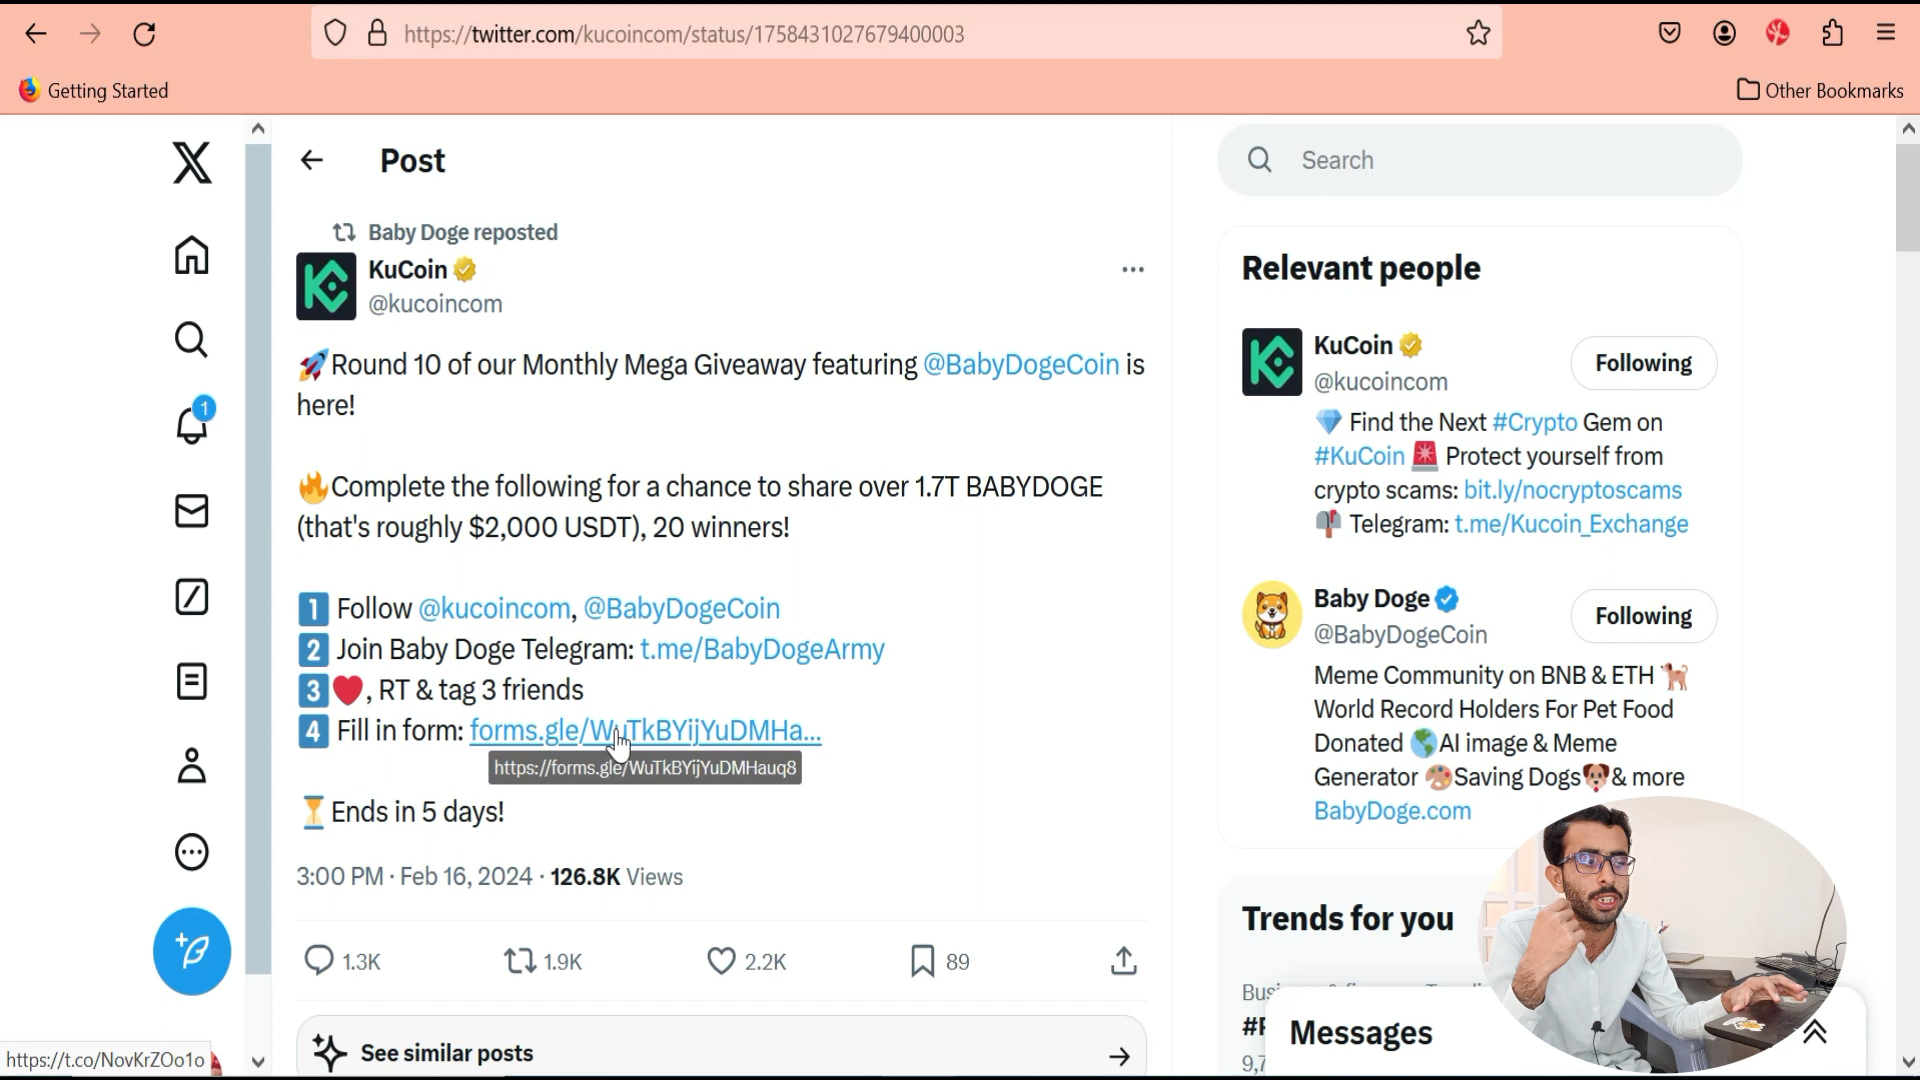 https://twitter.com/kucoincom/status/1758431027679400003
Getting Started
Other Bookmarks
Post
Search
Baby Doge reposted
KuCoin
@kucoincom
🚀Round 10 of our Monthly Mega Giveaway featuring @BabyDogeCoin is
here!
🔥Complete the following for a chance to share over 1.7T BABYDOGE
(that's roughly $2,000 USDT), 20 winners!
1️⃣ Follow @kucoincom, @BabyDogeCoin
2️⃣ Join Baby Doge Telegram: t.me/BabyDogeArmy
3️⃣❤️, RT & tag 3 friends
4️⃣ Fill in form: forms.gle/WuTkBYijYuDMHa...
https://forms.gle/WuTkBYijYuDMHauq8
⏳Ends in 5 days!
3:00 PM · Feb 16, 2024 · 126.8K Views
1.3K
1.9K
2.2K
89
See similar posts
1
Relevant people
KuCoin
@kucoincom
Following
💎 Find the Next #Crypto Gem on
#KuCoin 🚨 Protect yourself from
crypto scams: bit.ly/nocryptoscams
📬 Telegram: t.me/Kucoin_Exchange
Baby Doge
@BabyDogeCoin
Following
Meme Community on BNB & ETH 🐕
World Record Holders For Pet Food
Donated 🌎AI image & Meme
Generator 🎨Saving Dogs🐶& more
BabyDoge.com
Trends for you
Messages
https://t.co/NovKrZOo1o